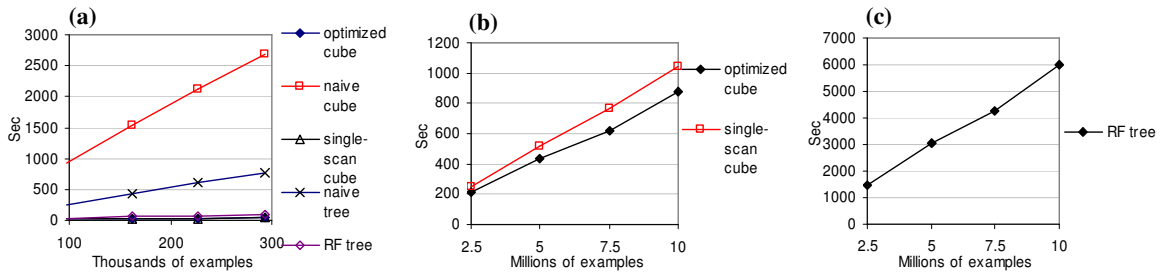 (a)
3000
2500
2000
1500
1000
500
0
Sec
100
200
300
Thousands of examples
optimized
cube
naive
cube
single-
scan cube
naive
tree
RF tree
(b)
1200
1000
800
600
400
200
0
Sec
2.5
5
7.5
10
Millions of examples
optimized
cube
single-
scan cube
(c)
7000
6000
5000
4000
3000
2000
1000
0
Sec
2.5
5
7.5
10
Millions of examples
RF tree